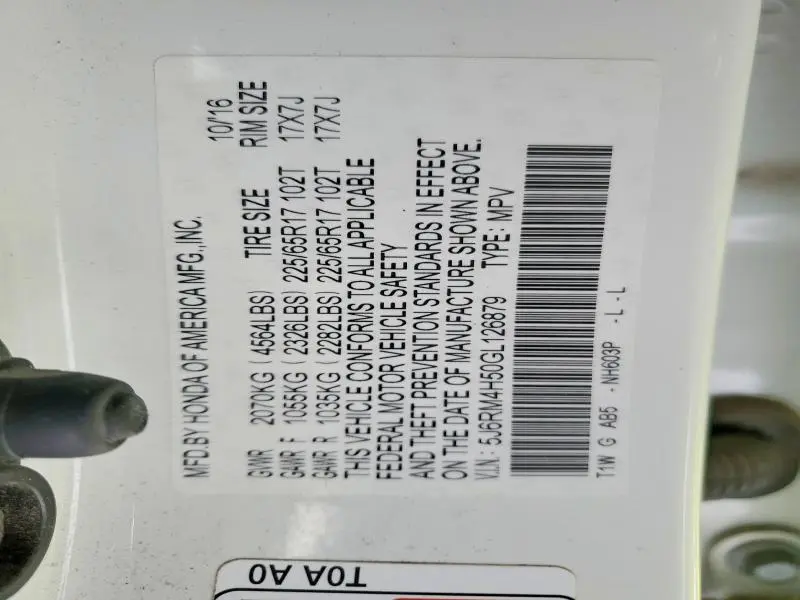 MFD.BY HONDA OF AMERICA MFG.,INC. 10/16
GVWR 2070KG (4564LBS) TIRE SIZE RIM SIZE
GAWR F 1055KG (2326LBS) 225/65R17 102T 17X7J
GAWR R 1035KG (2282LBS) 225/65R17 102T 17X7J
THIS VEHICLE CONFORMS TO ALL APPLICABLE
FEDERAL MOTOR VEHICLE SAFETY
AND THEFT PREVENTION STANDARDS IN EFFECT
ON THE DATE OF MANUFACTURE SHOWN ABOVE.
V.I.N.: 5J6RM4H50GL126879 TYPE: MPV
T1W G AB5 -NH603P -L -L
T0A A0